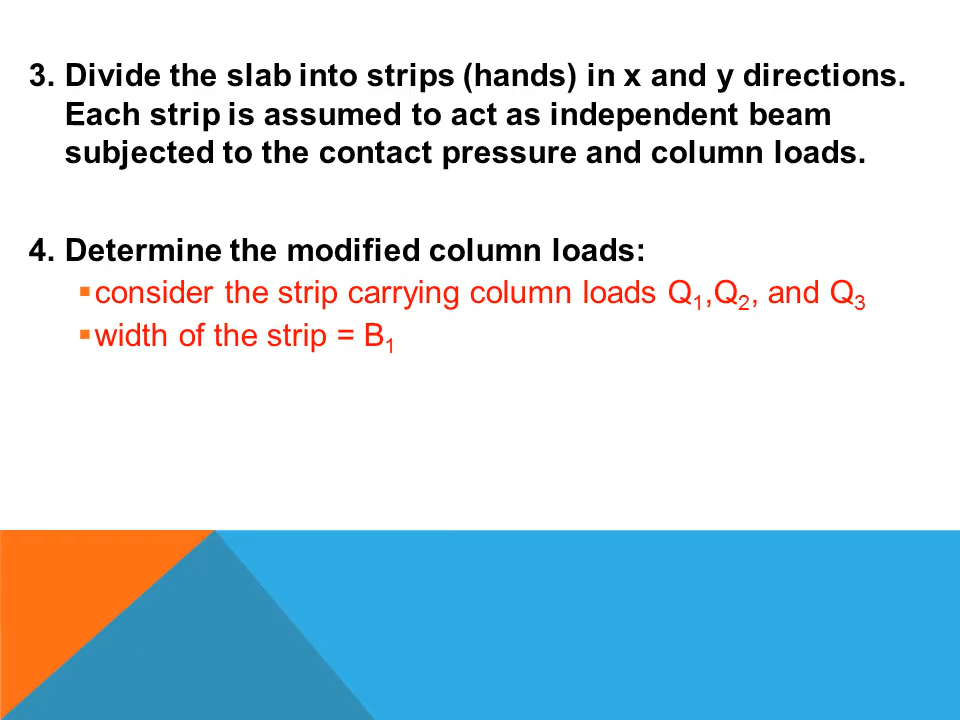 3. Divide the slab into strips (hands) in x and y directions.
Each strip is assumed to act as independent beam
subjected to the contact pressure and column loads.
4. Determine the modified column loads:
▪consider the strip carrying column loads Q₁,Q₂, and Q₃
▪width of the strip = B₁